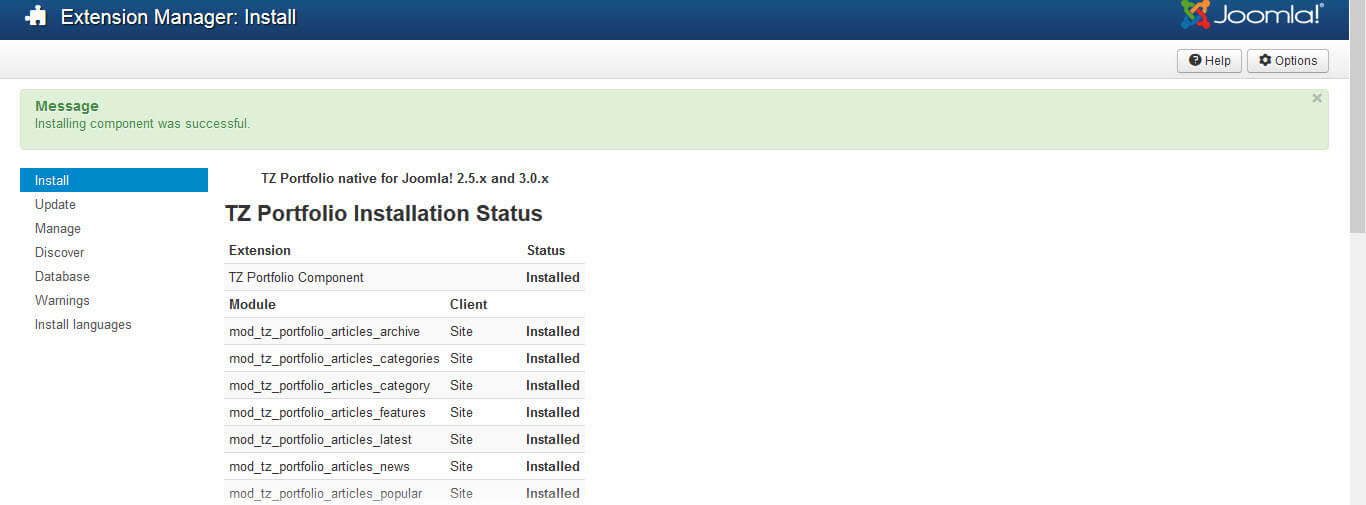 Extension Manager: Install
Joomla!®
Help
Options
Message
Installing component was successful.
×
Install
Update
Manage
Discover
Database
Warnings
Install languages
TZ Portfolio native for Joomla! 2.5.x and 3.0.x
TZ Portfolio Installation Status
Extension Status
TZ Portfolio Component Installed
Module Client
mod_tz_portfolio_articles_archive Site Installed
mod_tz_portfolio_articles_categories Site Installed
mod_tz_portfolio_articles_category Site Installed
mod_tz_portfolio_articles_features Site Installed
mod_tz_portfolio_articles_latest Site Installed
mod_tz_portfolio_articles_news Site Installed
mod_tz_portfolio_articles_popular Site Installed